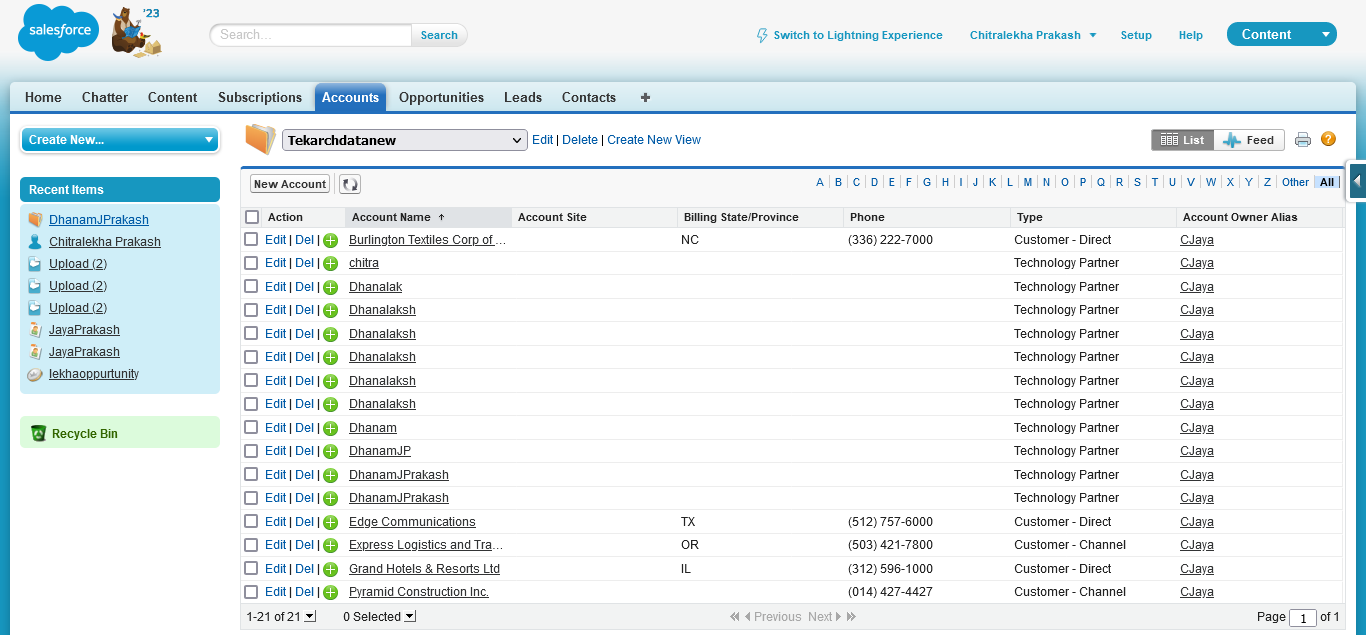 salesforce
'23
Search...
Search
Switch to Lightning Experience
Chitralekha Prakash
Setup
Help
Content
Home Chatter Content Subscriptions Accounts Opportunities Leads Contacts +
Create New...
Recent Items
DhanamJPrakash
Chitralekha Prakash
Upload (2)
Upload (2)
Upload (2)
JayaPrakash
JayaPrakash
lekhaoppurtunity
Recycle Bin
Tekarchdatanew
Edit | Delete | Create New View
List Feed
New Account
A B C D E F G H I J K L M N O P Q R S T U V W X Y Z Other All
Action Account Name Account Site Billing State/Province Phone Type Account Owner Alias
Edit | Del | Burlington Textiles Corp of ... NC (336) 222-7000 Customer - Direct CJaya
Edit | Del | chitra Technology Partner CJaya
Edit | Del | Dhanalak Technology Partner CJaya
Edit | Del | Dhanalaksh Technology Partner CJaya
Edit | Del | Dhanalaksh Technology Partner CJaya
Edit | Del | Dhanalaksh Technology Partner CJaya
Edit | Del | Dhanalaksh Technology Partner CJaya
Edit | Del | Dhanalaksh Technology Partner CJaya
Edit | Del | Dhanam Technology Partner CJaya
Edit | Del | DhanamJP Technology Partner CJaya
Edit | Del | DhanamJPrakash Technology Partner CJaya
Edit | Del | DhanamJPrakash Technology Partner CJaya
Edit | Del | Edge Communications TX (512) 757-6000 Customer - Direct CJaya
Edit | Del | Express Logistics and Tra... OR (503) 421-7800 Customer - Channel CJaya
Edit | Del | Grand Hotels & Resorts Ltd IL (312) 596-1000 Customer - Direct CJaya
Edit | Del | Pyramid Construction Inc. (014) 427-4427 Customer - Channel CJaya
1-21 of 21 0 Selected Previous Next Page 1 of 1